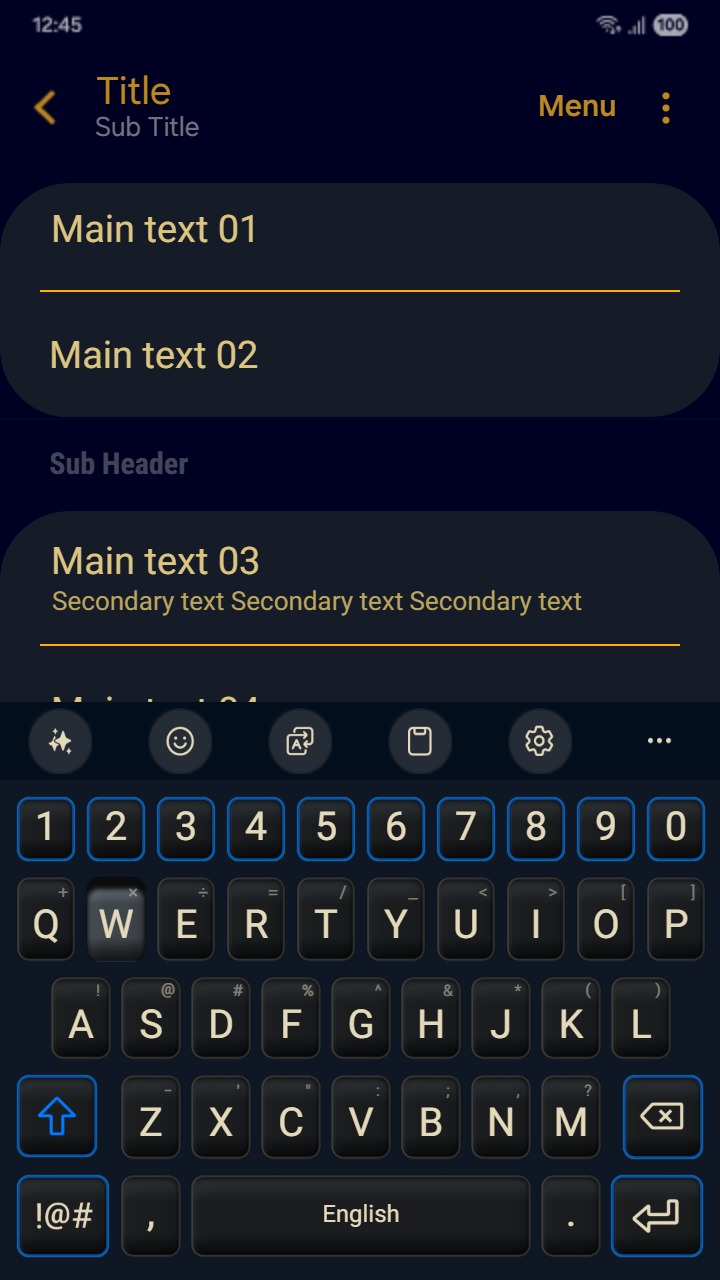 12:45
100
Title
Sub Title
Menu
Main text 01
Main text 02
Sub Header
Main text 03
Secondary text Secondary text Secondary text
1 2 3 4 5 6 7 8 9 0
+ × ÷ = / _ < > [ ]
Q W E R T Y U I O P
! @ # % ^ & * ( )
A S D F G H J K L
- ' " : ; , ?
Z X C V B N M
!@# , English .